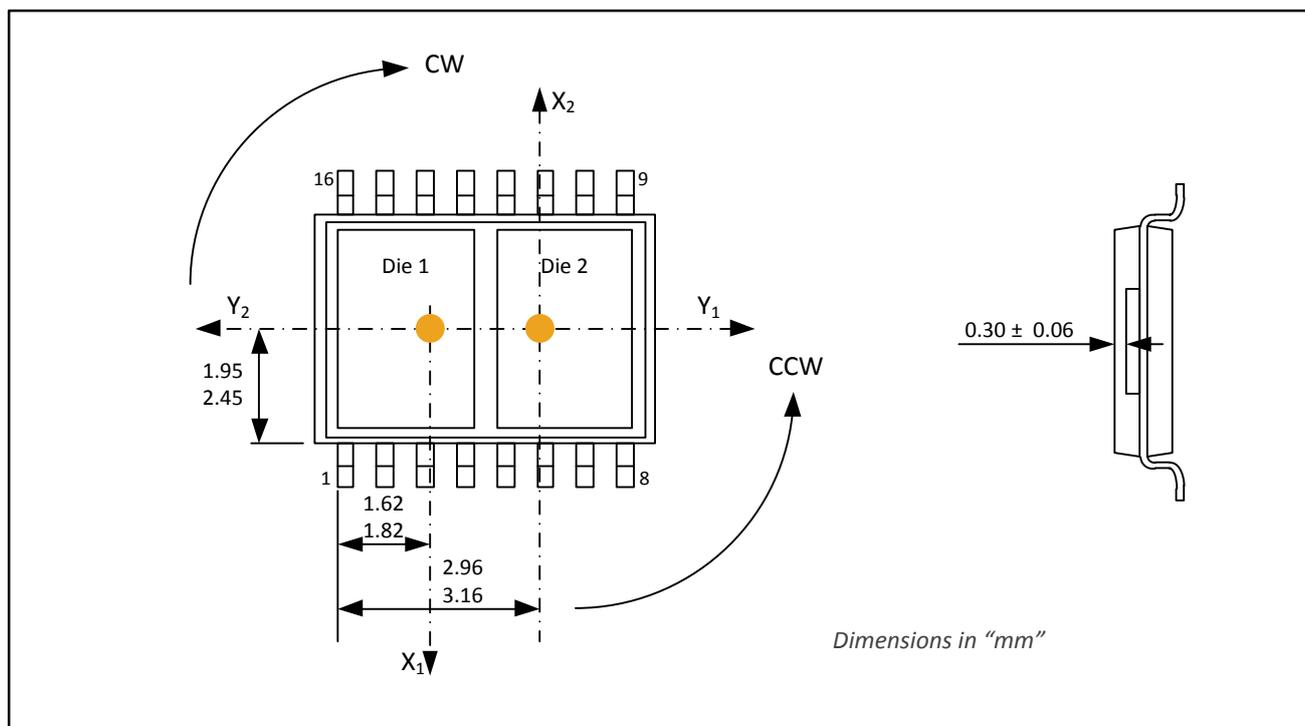 CW
X₂
16
9
Die 1
Die 2
Y₂
Y₁
0.30 ± 0.06
1.95
2.45
CCW
1
8
1.62
1.82
2.96
3.16
Dimensions in “mm”
X₁